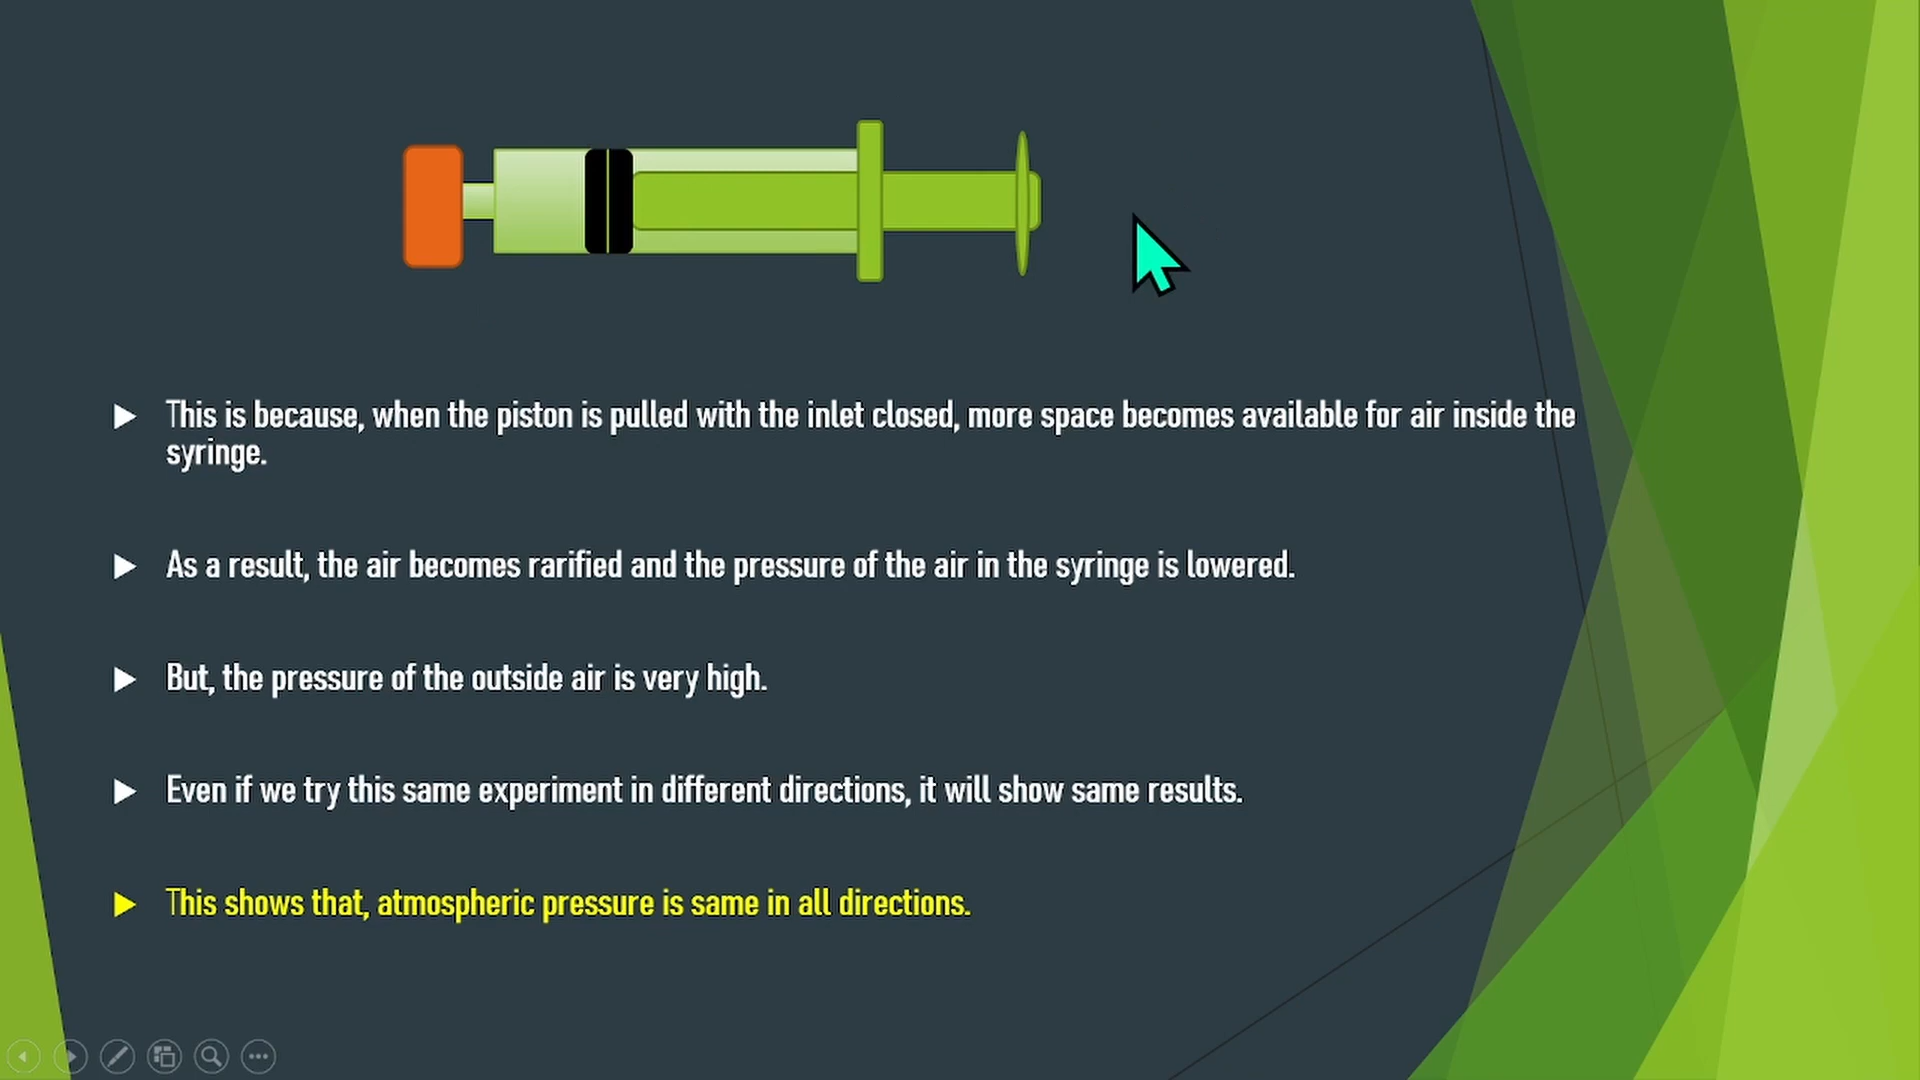 This is because, when the piston is pulled with the inlet closed, more space becomes available for air inside the
syringe.
As a result, the air becomes rarified and the pressure of the air in the syringe is lowered.
But, the pressure of the outside air is very high.
Even if we try this same experiment in different directions, it will show same results.
This shows that, atmospheric pressure is same in all directions.